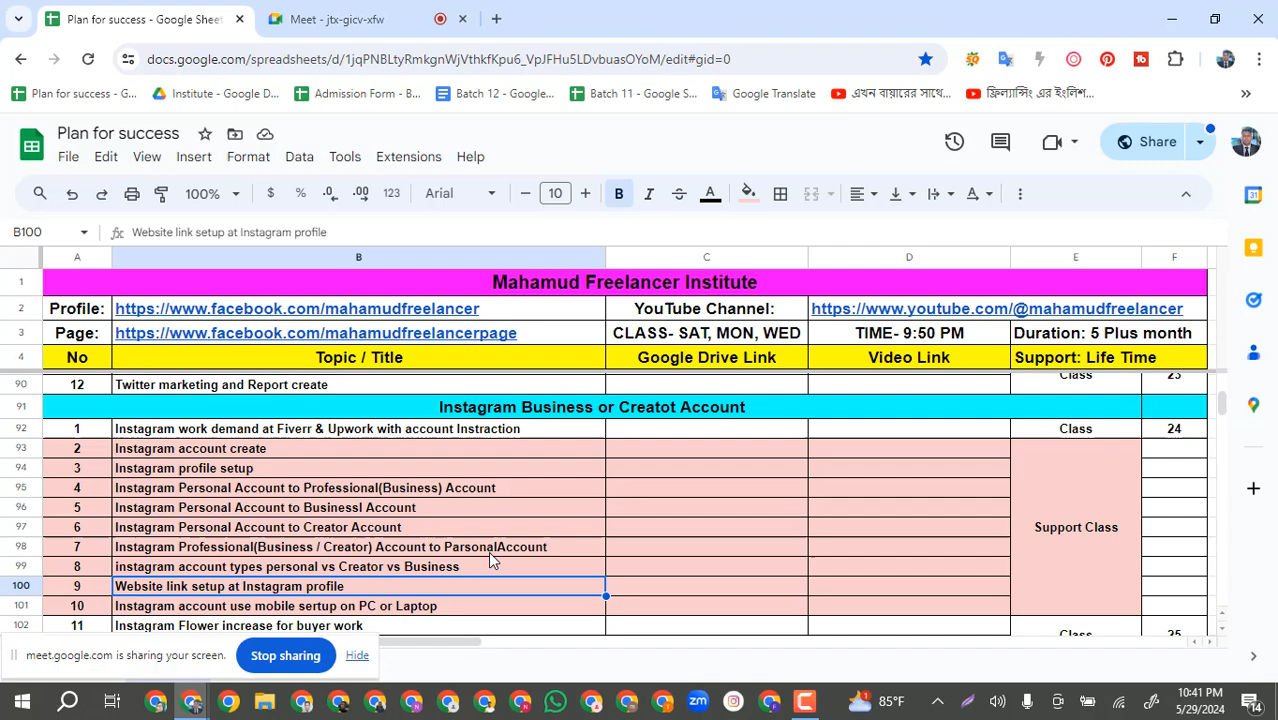 Plan for success - Google Sheet
Meet - jtx-gicv-xfw
docs.google.com/spreadsheets/d/1jqPNBLtyRmkgnWjVthkfKpu6_VpJFHu5LDvbuasOYoM/edit#gid=0
Plan for success - G...
Institute - Google D...
Admission Form - B...
Batch 12 - Google...
Batch 11 - Google S...
Google Translate
এখন বায়ারের সাথে...
ফ্রিল্যান্সিং এর ইংলিশ...
Plan for success
Share
File Edit View Insert Format Data Tools Extensions Help
100% $ % .0 .00 123 Arial 10 B I A
B100 fx Website link setup at Instagram profile
A B C D E F
1 Mahamud Freelancer Institute
2 Profile: https://www.facebook.com/mahamudfreelancer YouTube Channel: https://www.youtube.com/@mahamudfreelancer
3 Page: https://www.facebook.com/mahamudfreelancerpage CLASS- SAT, MON, WED TIME- 9:50 PM Duration: 5 Plus month
4 No Topic / Title Google Drive Link Video Link Support: Life Time
90 12 Twitter marketing and Report create Class 23
91 Instagram Business or Creatot Account
92 1 Instagram work demand at Fiverr & Upwork with account Instraction Class 24
93 2 Instagram account create
94 3 Instagram profile setup
95 4 Instagram Personal Account to Professional(Business) Account
96 5 Instagram Personal Account to Businessl Account
97 6 Instagram Personal Account to Creator Account Support Class
98 7 Instagram Professional(Business / Creator) Account to ParsonalAccount
99 8 instagram account types personal vs Creator vs Business
100 9 Website link setup at Instagram profile
101 10 Instagram account use mobile sertup on PC or Laptop
102 11 Instagram Flower increase for buyer work Class 25
meet.google.com is sharing your screen. Stop sharing Hide
85°F
10:41 PM
5/29/2024
14